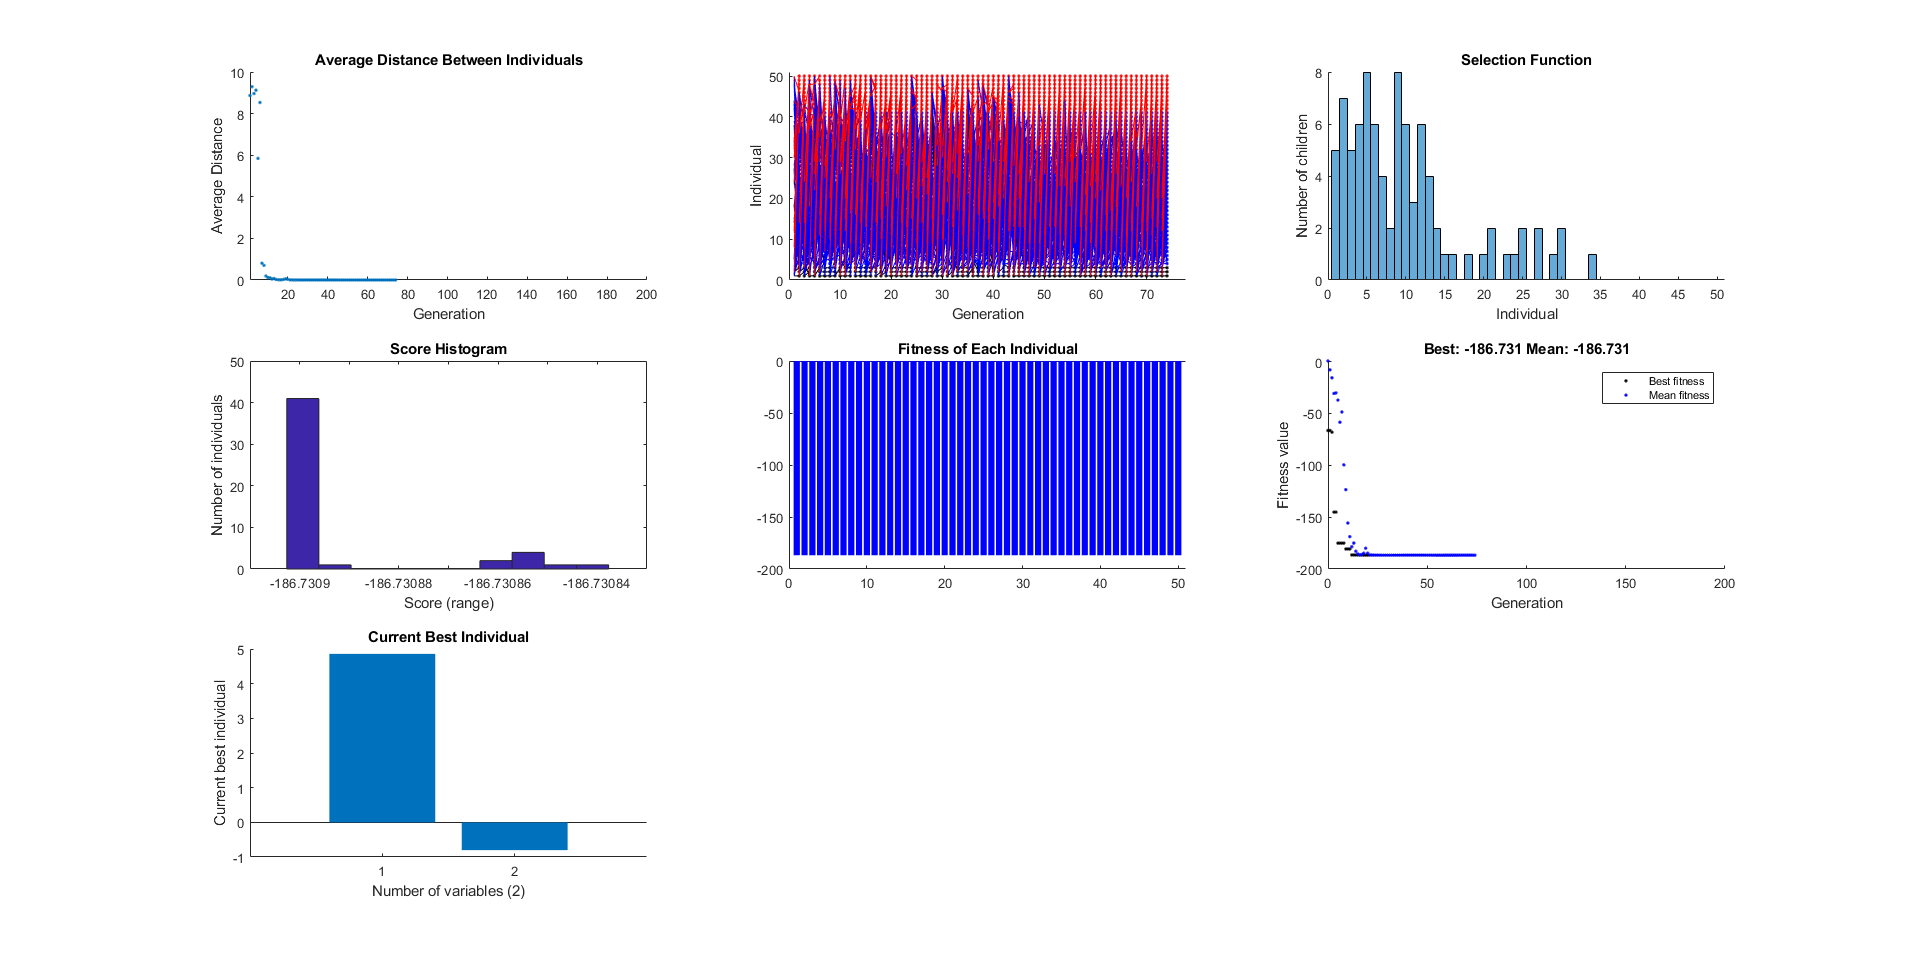 Average Distance Between Individuals
10
8
6
4
2
0
Average Distance
20 40 60 80 100 120 140 160 180 200
Generation
50
40
30
20
10
0
Individual
0 10 20 30 40 50 60 70
Generation
Selection Function
8
6
4
2
0
Number of children
0 5 10 15 20 25 30 35 40 45 50
Individual
Score Histogram
50
40
30
20
10
0
Number of individuals
-186.7309 -186.73088 -186.73086 -186.73084
Score (range)
Fitness of Each Individual
0
-50
-100
-150
-200
0 10 20 30 40 50
Best: -186.731 Mean: -186.731
0
-50
-100
-150
-200
Fitness value
Best fitness
Mean fitness
0 50 100 150 200
Generation
Current Best Individual
5
4
3
2
1
0
-1
Current best individual
1 2
Number of variables (2)